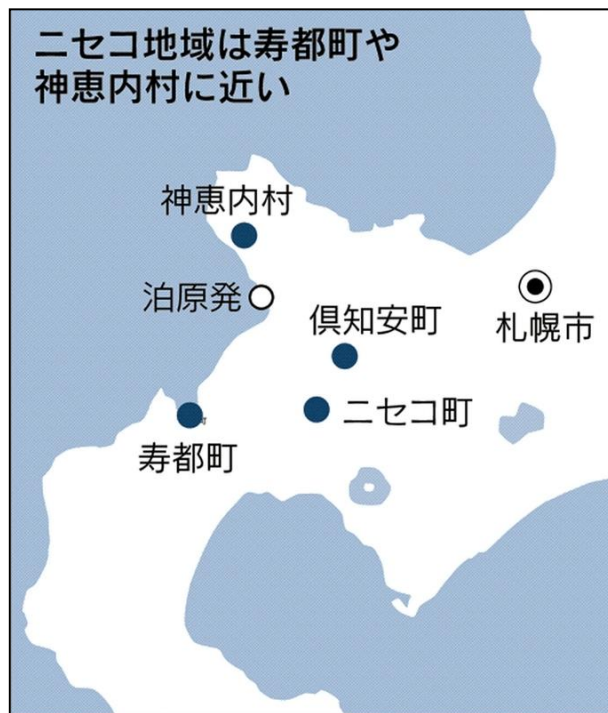 ニセコ地域は寿都町や
神恵内村に近い
神恵内村
泊原発
倶知安町
札幌市
ニセコ町
寿都町